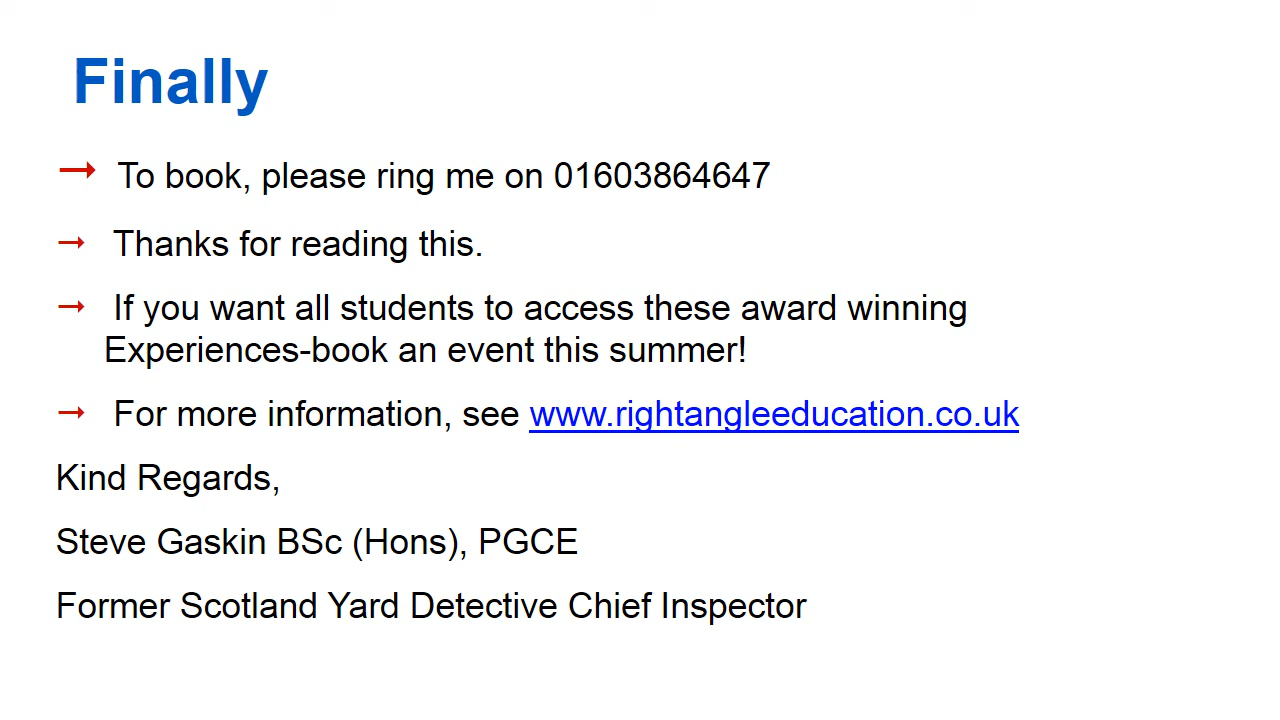 Finally
→ To book, please ring me on 01603864647
→ Thanks for reading this.
→ If you want all students to access these award winning
Experiences-book an event this summer!
→ For more information, see www.rightangleeducation.co.uk
Kind Regards,
Steve Gaskin BSc (Hons), PGCE
Former Scotland Yard Detective Chief Inspector